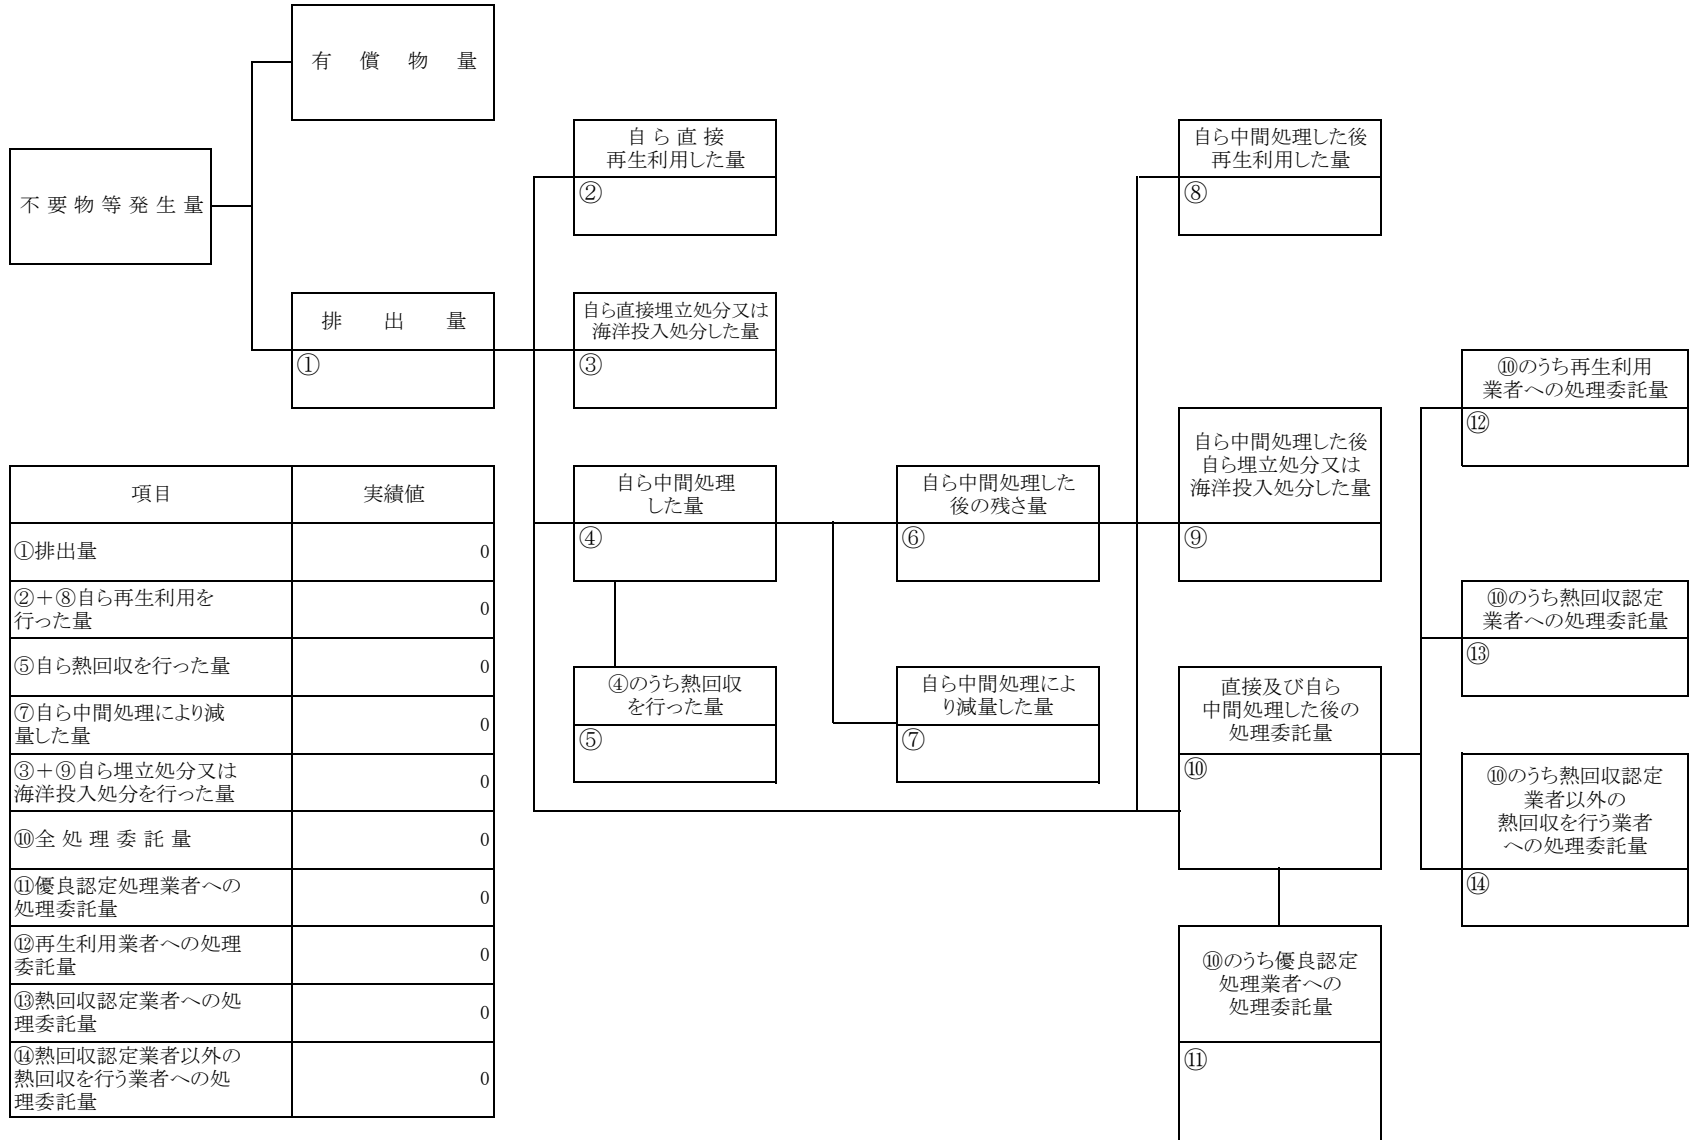 有償物量
不要物等発生量
排出量
①
自ら直接
再生利用した量
②
自ら直接埋立処分又は
海洋投入処分した量
③
自ら中間処理
した量
④
④のうち熱回収
を行った量
⑤
自ら中間処理した
後の残さ量
⑥
自ら中間処理によ
り減量した量
⑦
自ら中間処理した後
再生利用した量
⑧
自ら中間処理した後
自ら埋立処分又は
海洋投入処分した量
⑨
直接及び自ら
中間処理した後の
処理委託量
⑩
⑩のうち優良認定
処理業者への
処理委託量
⑪
⑩のうち再生利用
業者への処理委託量
⑫
⑩のうち熱回収認定
業者への処理委託量
⑬
⑩のうち熱回収認定
業者以外の
熱回収を行う業者
への処理委託量
⑭
項目 実績値
①排出量 0
②＋⑧自ら再生利用を
行った量 0
⑤自ら熱回収を行った量 0
⑦自ら中間処理により減
量した量 0
③＋⑨自ら埋立処分又は
海洋投入処分を行った量 0
⑩全処理委託量 0
⑪優良認定処理業者への
処理委託量 0
⑫再生利用業者への処理
委託量 0
⑬熱回収認定業者への処
理委託量 0
⑭熱回収認定業者以外の
熱回収を行う業者への処
理委託量 0